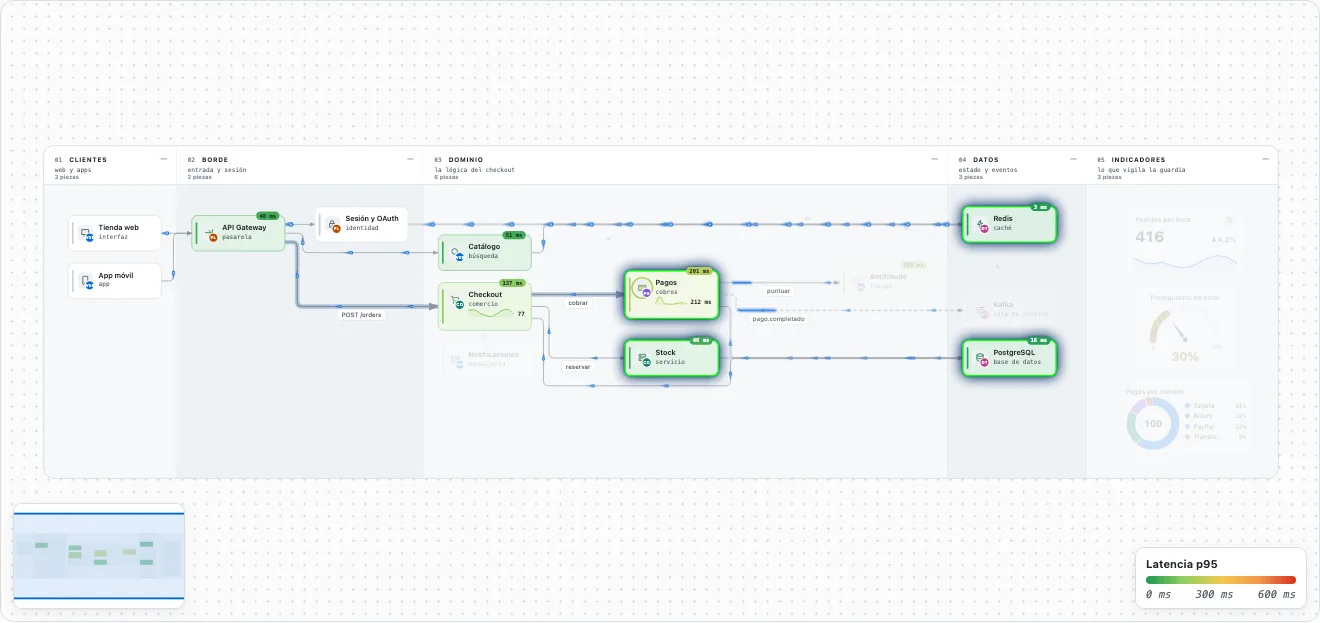 01 CLIENTES
web y apps
2 piezas
02 BORDE
entrada y sesión
2 piezas
03 DOMINIO
la lógica del checkout
6 piezas
04 DATOS
estado y eventos
3 piezas
05 INDICADORES
lo que vigila la guardia
3 piezas
Tienda web
interfaz
App móvil
app
48 ms
API Gateway
pasarela
Sesión y OAuth
identidad
51 ms
Catálogo
búsqueda
137 ms
Checkout
comercio
77
POST /orders
Notificaciones
cobrar
reservar
201 ms
Pagos
cobros
212 ms
46 ms
Stock
servicio
puntuar
pago.completado
Antifraude
3 ms
Redis
caché
Kafka
16 ms
PostgreSQL
base de datos
Pedidos por hora
416
4,2%
Presupuesto de error
30%
Pagos por método
100
Tarjeta
Bizum
PayPal
Latencia p95
0 ms
300 ms
600 ms